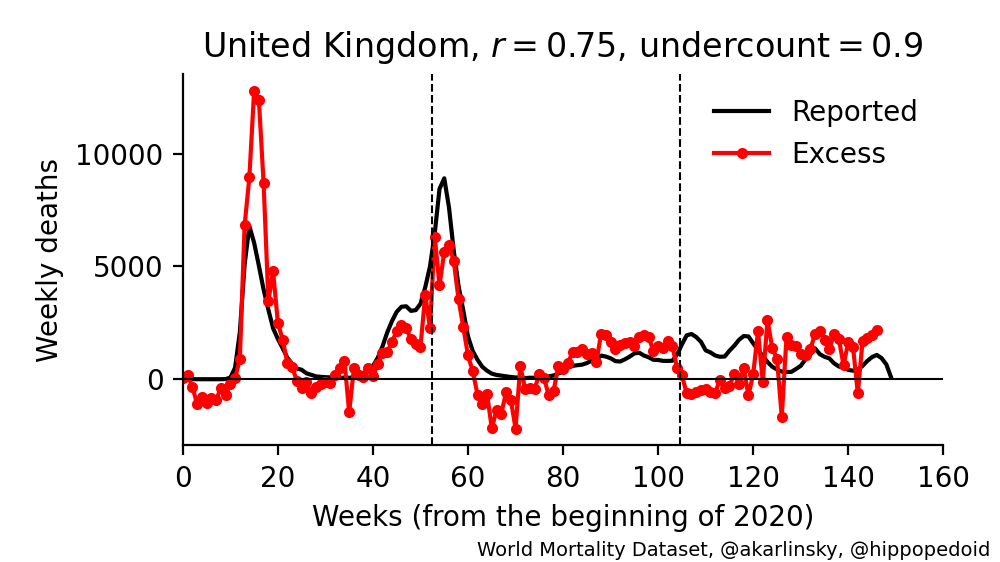 United Kingdom, r = 0.75, undercount = 0.9
Reported
Excess
Weekly deaths
10000
5000
0
0 20 40 60 80 100 120 140 160
Weeks (from the beginning of 2020)
World Mortality Dataset, @akarlinsky, @hippopedoid